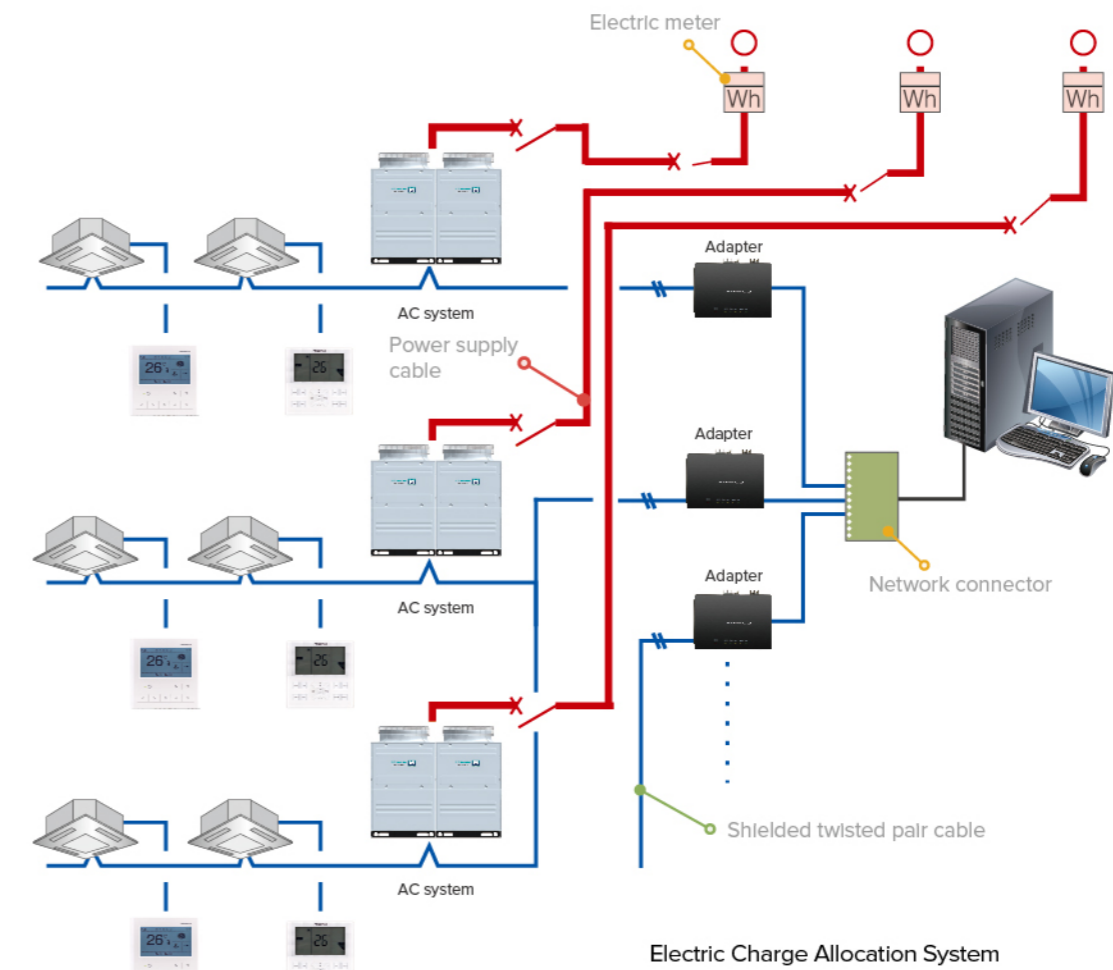 Electric meter
Wh
Wh
Wh
Adapter
AC system
Power supply
cable
26
26
Adapter
Network connector
Adapter
AC system
26
26
Shielded twisted pair cable
AC system
26
26
Electric Charge Allocation System